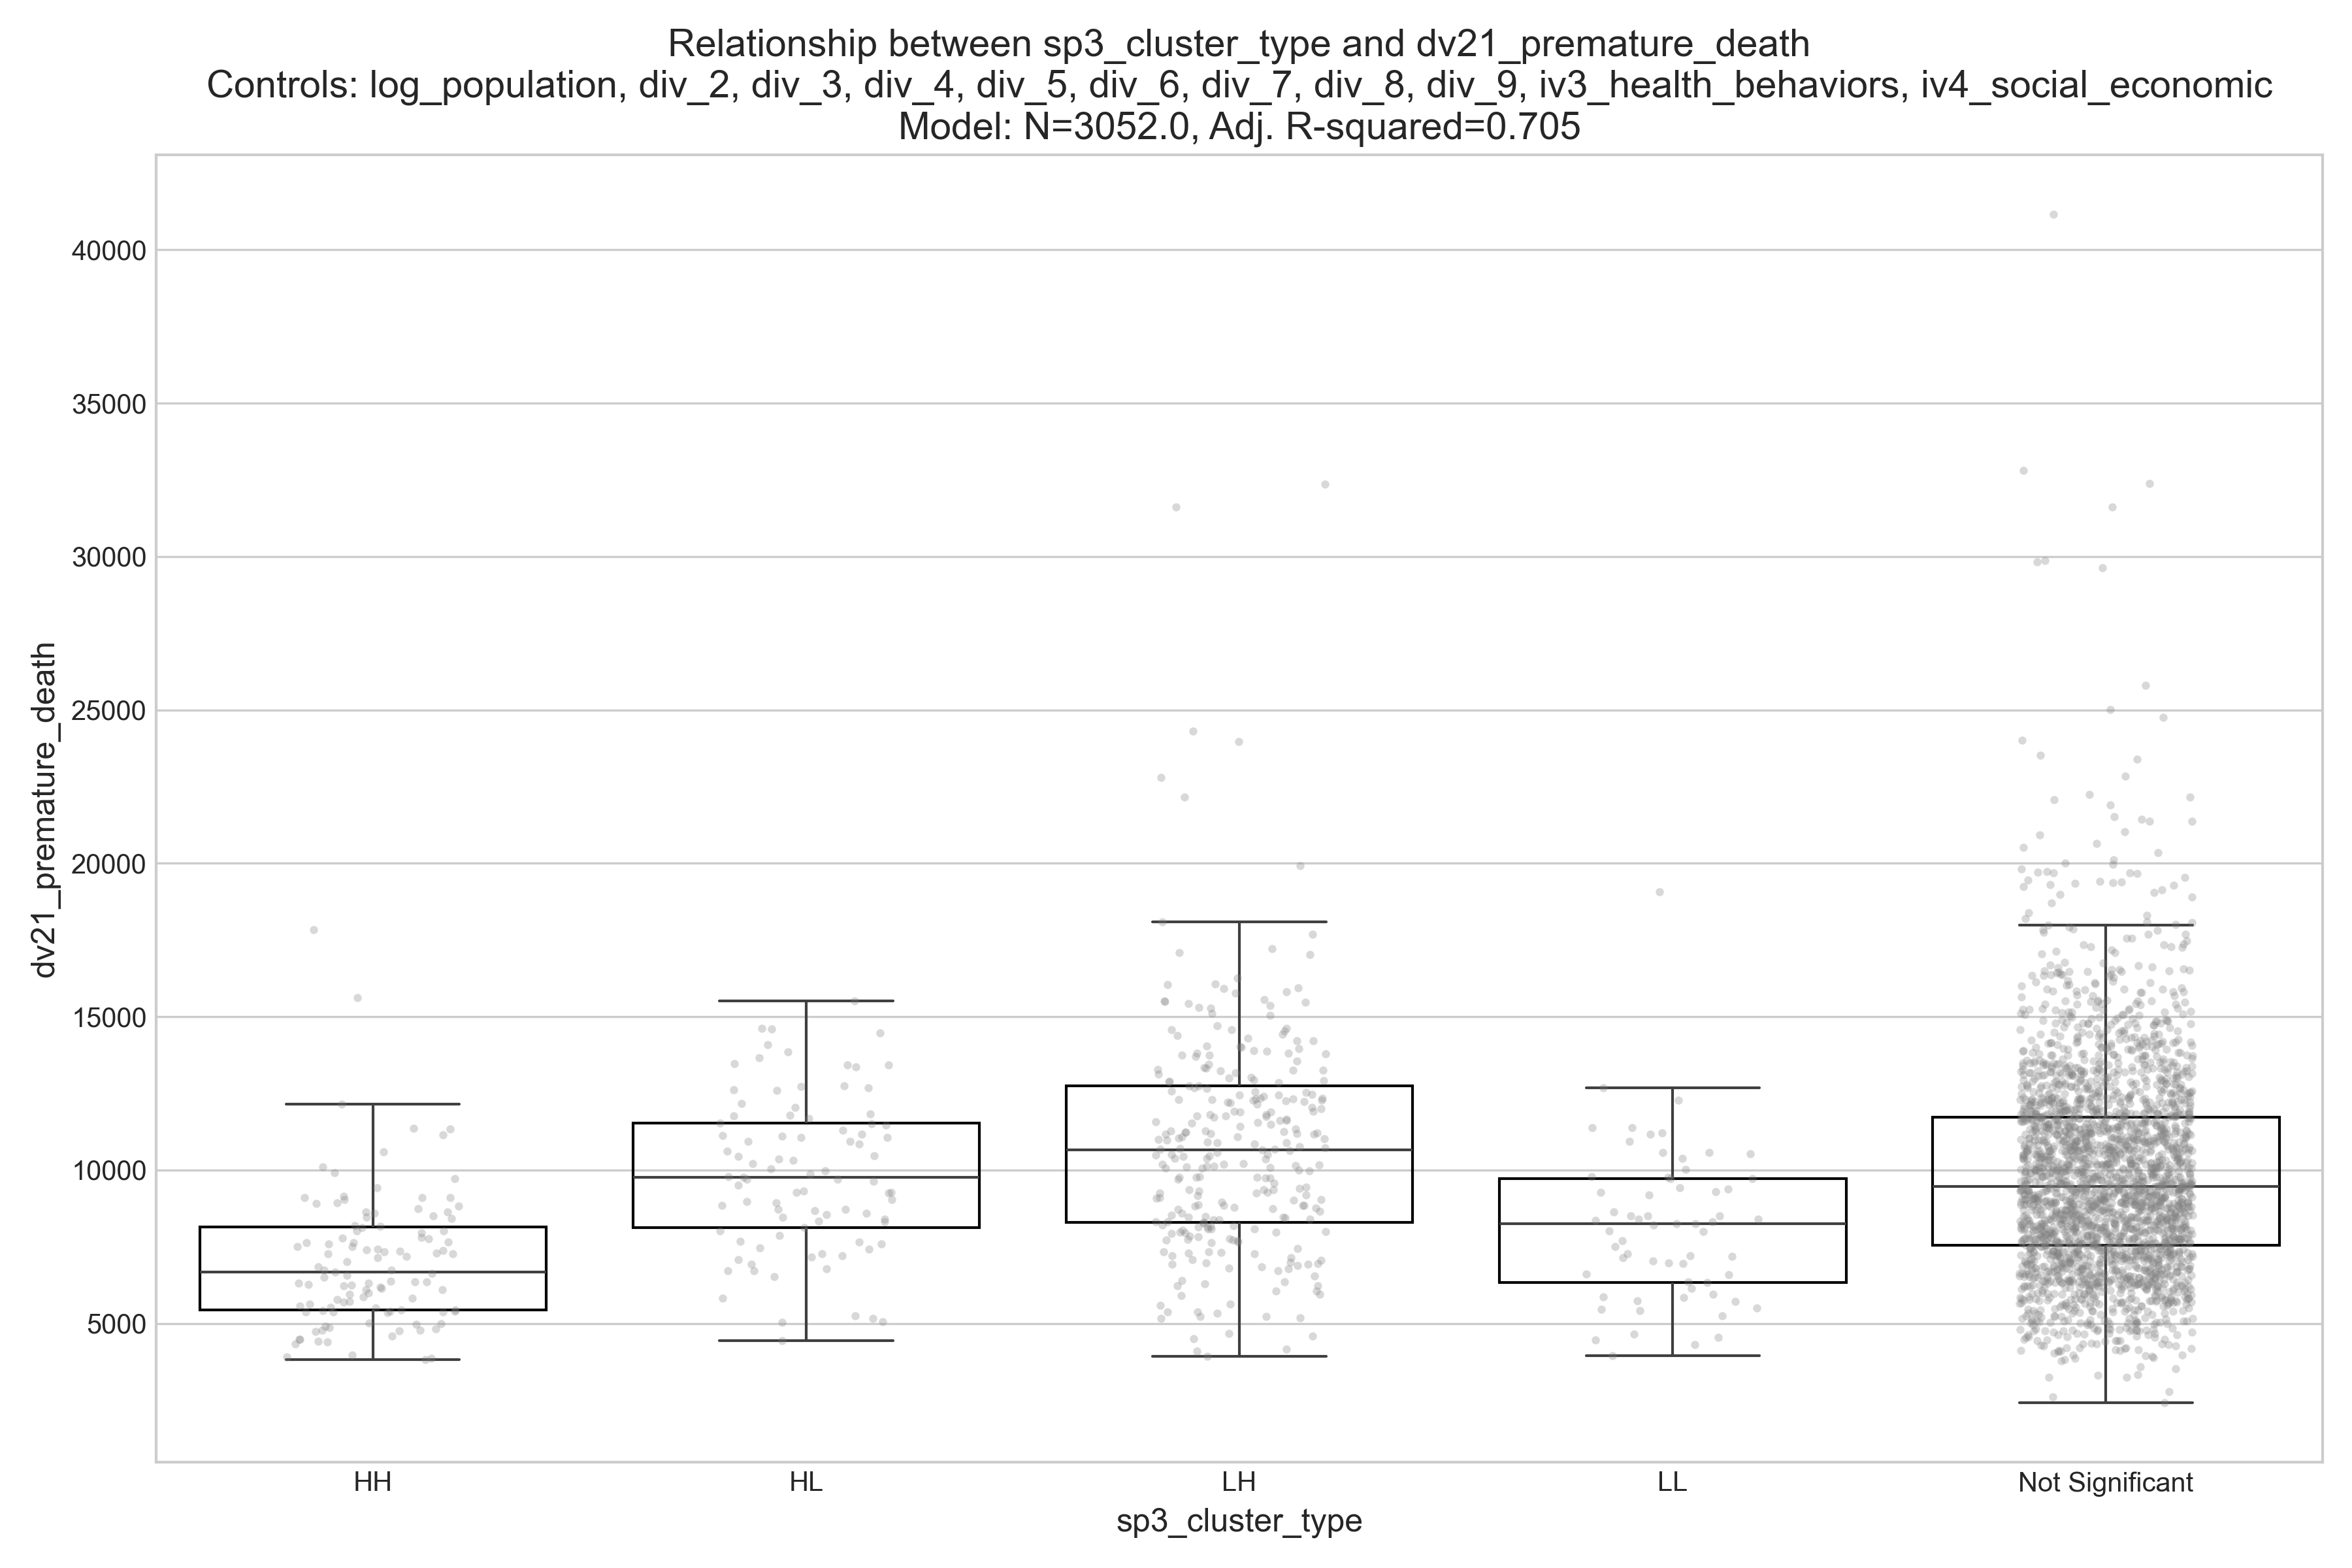 Relationship between sp3_cluster_type and dv21_premature_death
Controls: log_population, div_2, div_3, div_4, div_5, div_6, div_7, div_8, div_9, iv3_health_behaviors, iv4_social_economic
Model: N=3052.0, Adj. R-squared=0.705
40000
35000
30000
25000
20000
15000
10000
5000
dv21_premature_death
HH
HL
LH
LL
Not Significant
sp3_cluster_type